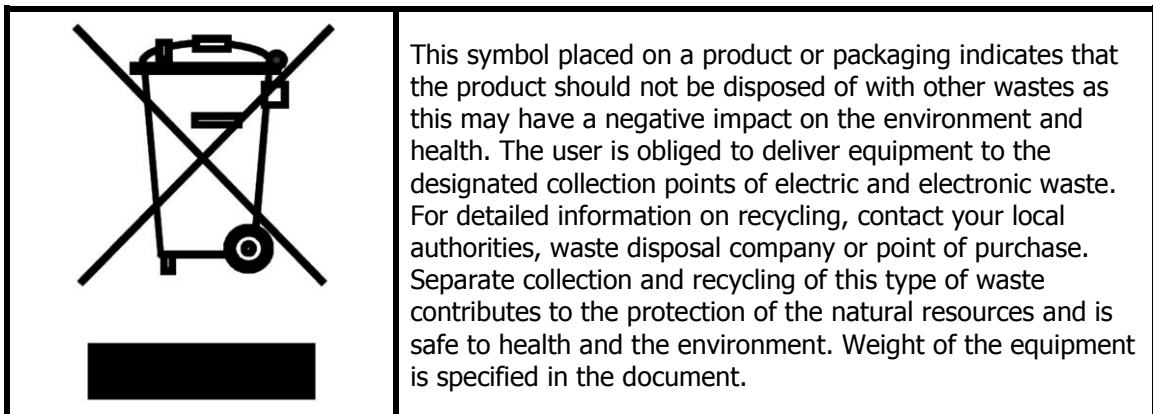 This symbol placed on a product or packaging indicates that
the product should not be disposed of with other wastes as
this may have a negative impact on the environment and
health. The user is obliged to deliver equipment to the
designated collection points of electric and electronic waste.
For detailed information on recycling, contact your local
authorities, waste disposal company or point of purchase.
Separate collection and recycling of this type of waste
contributes to the protection of the natural resources and is
safe to health and the environment. Weight of the equipment
is specified in the document.